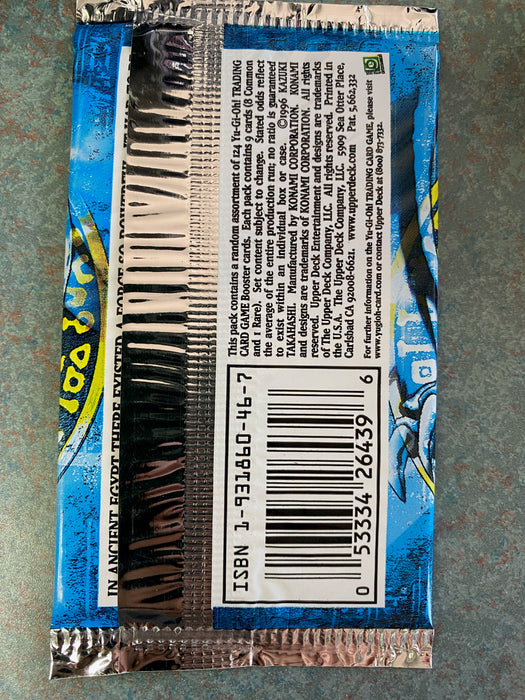 IN ANCIENT EGYPT THERE EXISTED A FORCE SO
This pack contains a random assortment of 124 Yu-Gi-Oh! TRADING
CARD GAME Booster cards. Each pack contains 9 cards (8 Common
and 1 Rare). Set content subject to change. Stated odds reflect
the average of the entire production run; no ratio is guaranteed
to exist within an individual box or case. ©1996 KAZUKI
TAKAHASHI. Manufactured by KONAMI CORPORATION. KONAMI
and designs are trademarks of KONAMI CORPORATION. All rights
reserved. Upper Deck Entertainment and designs are trademarks
of The Upper Deck Company, LLC. All rights reserved. Printed in
the U.S.A. The Upper Deck Company, LLC. 5909 Sea Otter Place,
Carlsbad CA 92008-6621. www.upperdeck.com Pat. 5,662,332
For further information on the Yu-Gi-Oh! TRADING CARD GAME, please visit
www.yugioh-card.com or contact Upper Deck at (800) 873-7332.
ISBN 1-931860-46-7
0 53334 26439 6